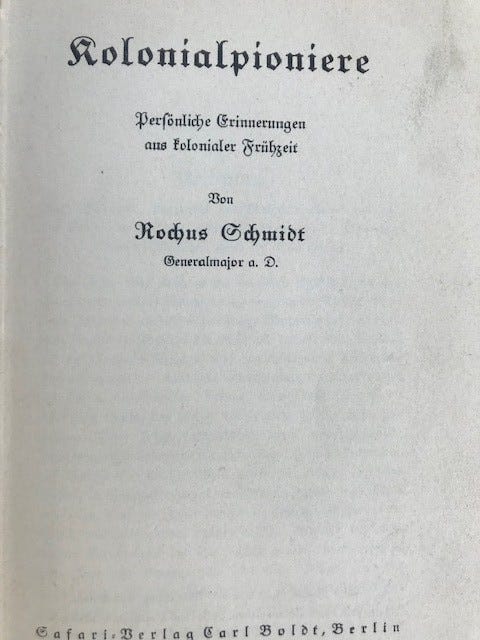 Kolonialpioniere
Persönliche Erinnerungen
aus kolonialer Frühzeit
Von
Rochus Schmidt
Generalmajor a. D.
Safari-Verlag Carl Boldt, Berlin